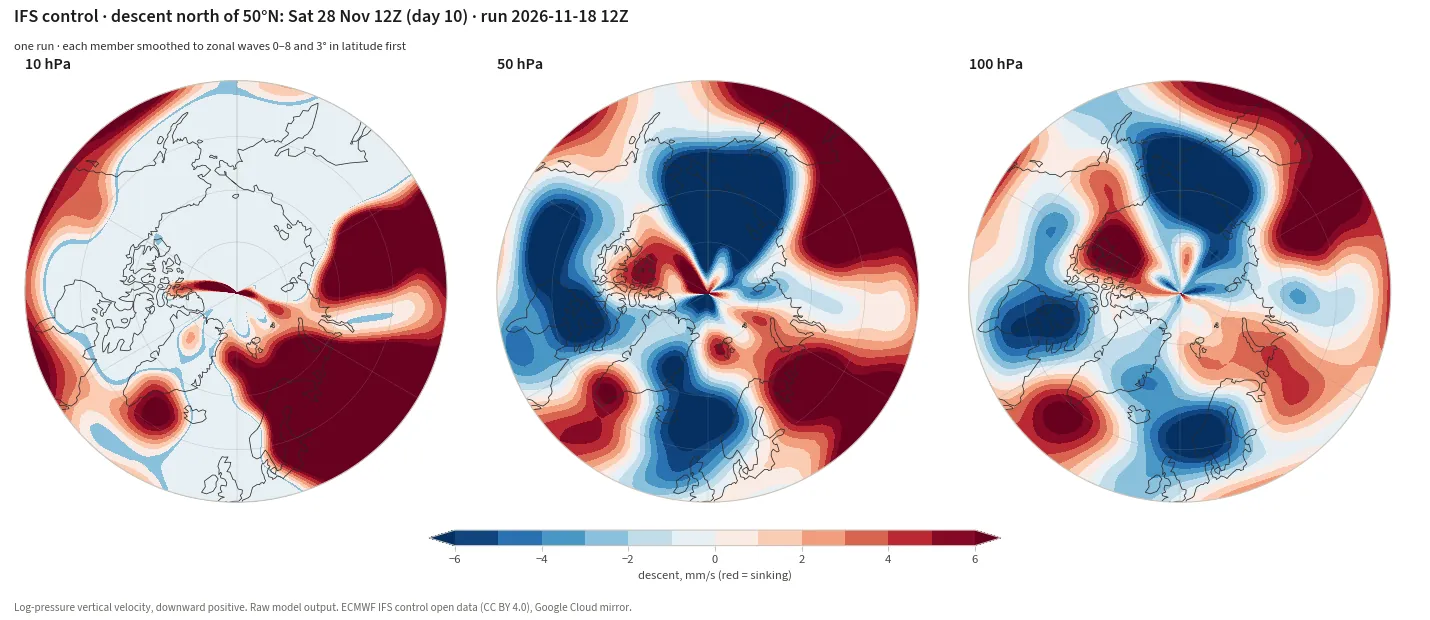 IFS control · descent north of 50°N: Sat 28 Nov 12Z (day 10) · run 2026-11-18 12Z
one run · each member smoothed to zonal waves 0–8 and 3° in latitude first
10 hPa
50 hPa
100 hPa
−6
−4
−2
0
2
4
6
descent, mm/s (red = sinking)
Log-pressure vertical velocity, downward positive. Raw model output. ECMWF IFS control open data (CC BY 4.0), Google Cloud mirror.